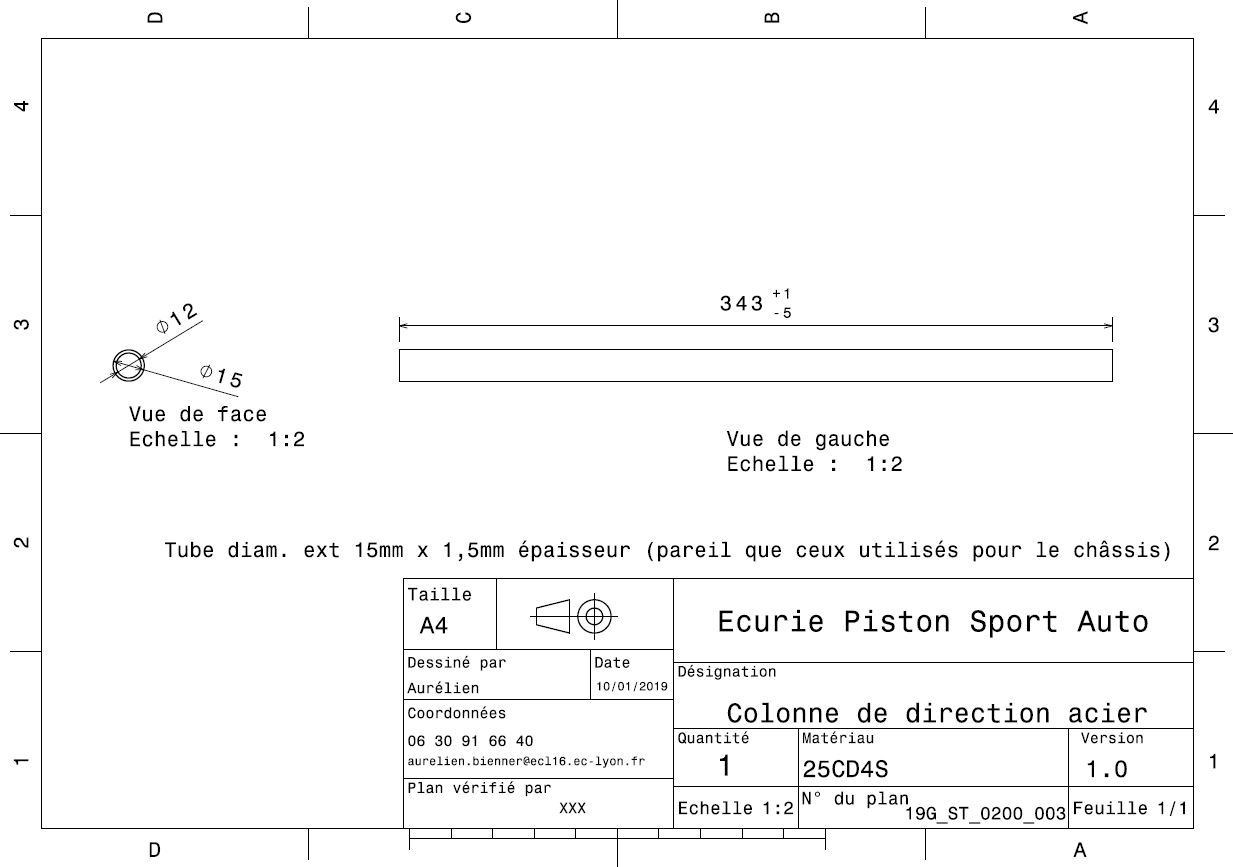 D C B A
4 4
3 3
2 2
1 1
343 +1 -5
⌀12
⌀15
Vue de face
Echelle : 1:2
Vue de gauche
Echelle : 1:2
Tube diam. ext 15mm x 1,5mm épaisseur (pareil que ceux utilisés pour le châssis)
Taille
A4
Ecurie Piston Sport Auto
Dessiné par
Aurélien
Date
10/01/2019
Désignation
Colonne de direction acier
Coordonnées
06 30 91 66 40
aurelien.bienner@ecl16.ec-lyon.fr
Quantité
1
Matériau
25CD4S
Version
1.0
Plan vérifié par
XXX
Echelle 1:2
N° du plan
19G_ST_0200_003
Feuille 1/1
D A